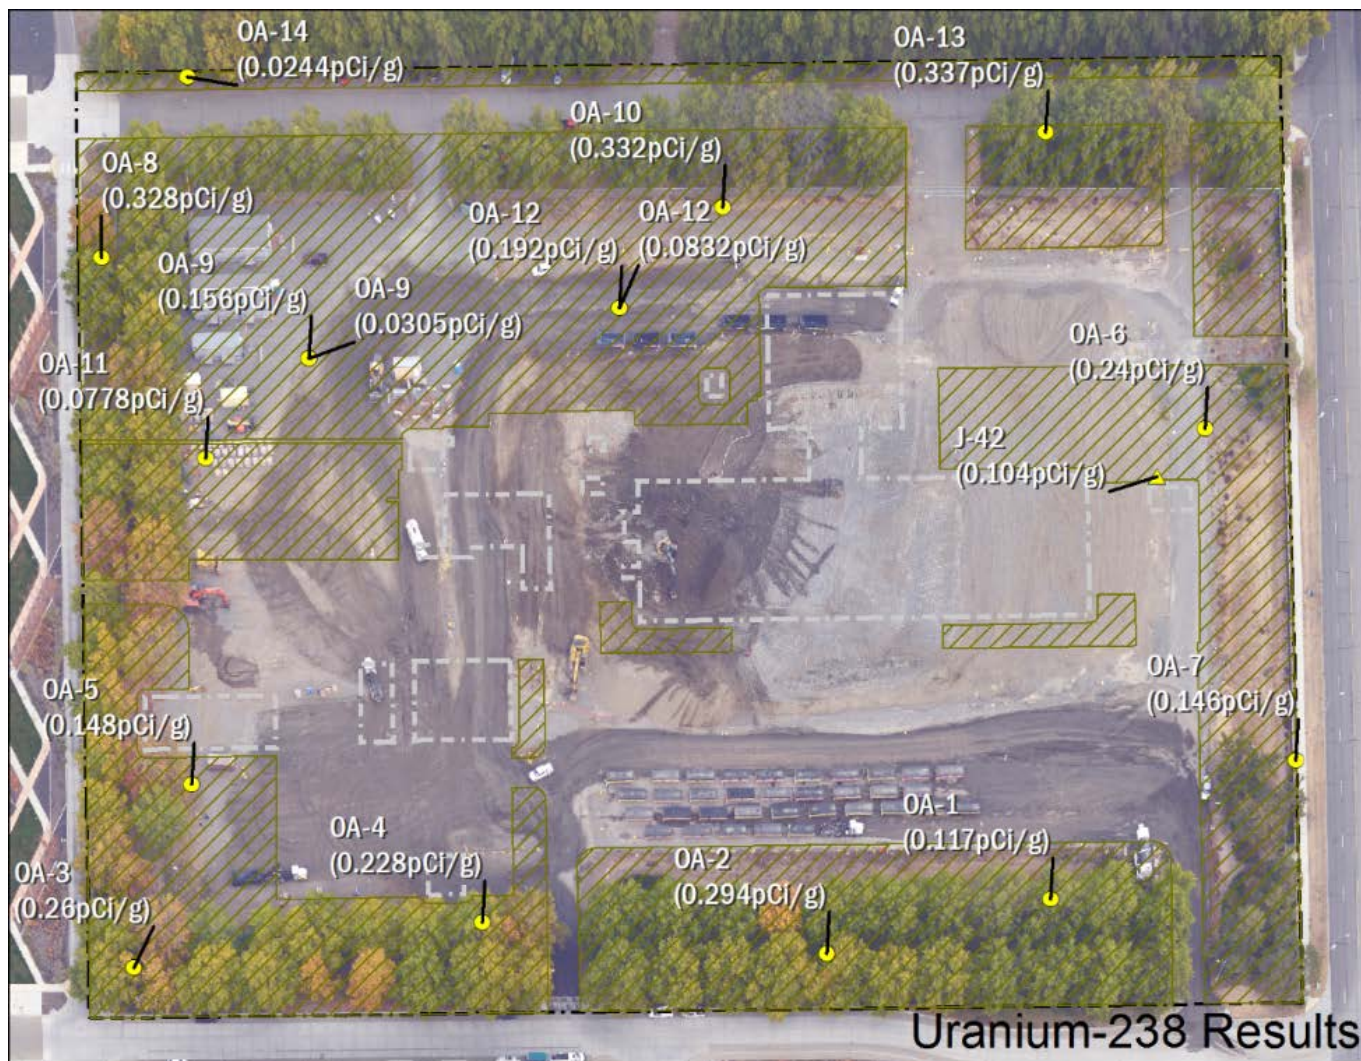 OA-14
(0.0244pCi/g)
OA-13
(0.337pCi/g)
OA-10
(0.332pCi/g)
OA-8
(0.328pCi/g)
OA-12
(0.192pCi/g)
OA-12
(0.0832pCi/g)
OA-9
(0.156pCi/g)
OA-9
(0.0305pCi/g)
OA-6
(0.24pCi/g)
OA-11
(0.0778pCi/g)
J-42
(0.104pCi/g)
OA-7
(0.146pCi/g)
OA-5
(0.148pCi/g)
OA-1
(0.117pCi/g)
OA-4
(0.228pCi/g)
OA-2
(0.294pCi/g)
OA-3
(0.26pCi/g)
Uranium-238 Results